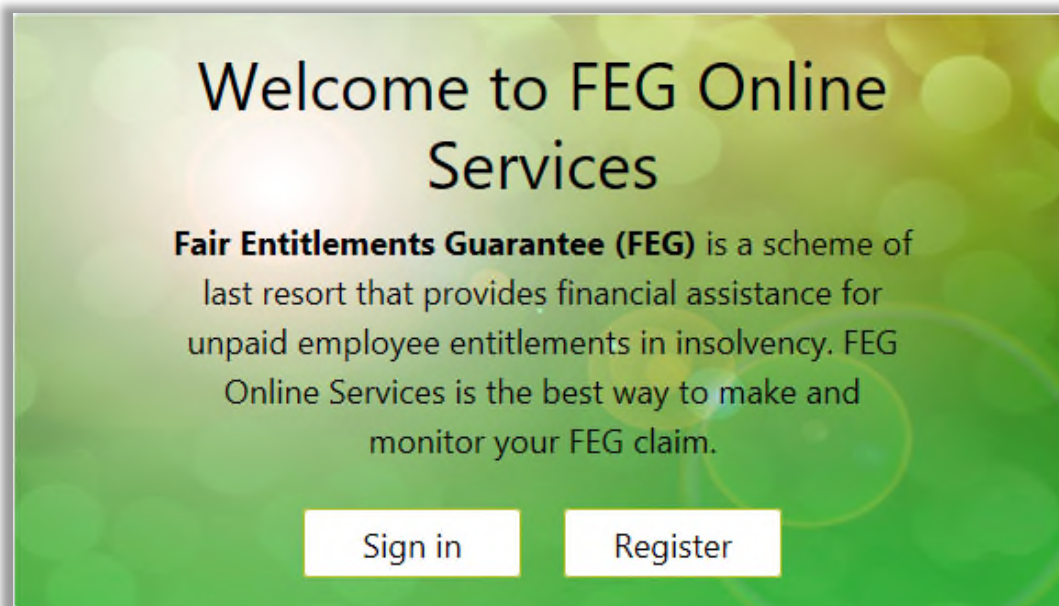 Welcome to FEG Online
Services
Fair Entitlements Guarantee (FEG) is a scheme of
last resort that provides financial assistance for
unpaid employee entitlements in insolvency. FEG
Online Services is the best way to make and
monitor your FEG claim.
Sign in
Register